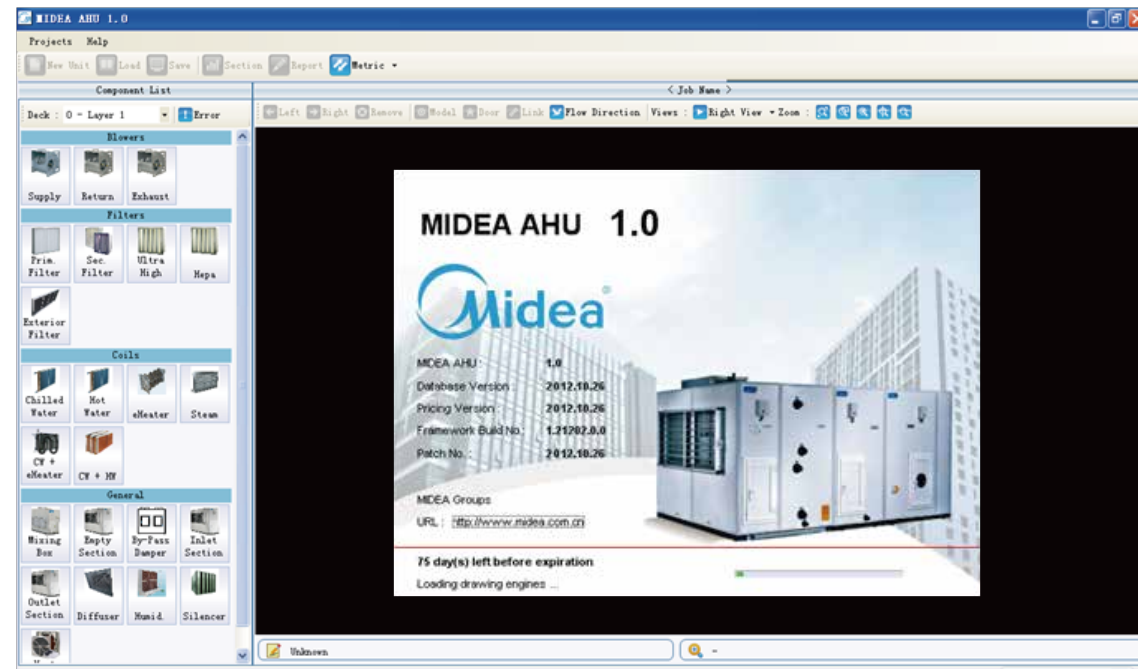 MIDEA AHU 1.0
Projects Help
New Unit Load Save Section Report Metric
Component List < Job Name >
Deck : 0 - Layer 1 Error Left Right Remove Model Door Link Flow Direction Views : Right View Zoom :
Blowers
Supply Return Exhaust
Filters
Prim. Filter Sec. Filter Ultra High Hepa
Exterior Filter
Coils
Chilled Water Hot Water eHeater Steam
CW + eHeater CW + HW
General
Mixing Box Empty Section By-Pass Damper Inlet Section
Outlet Section Diffuser Humid. Silencer
MIDEA AHU 1.0
Midea
MIDEA AHU : 1.0
Database Version : 2012.10.26
Pricing Version : 2012.10.26
Framework Build No.: 1.21202.0.0
Patch No. : 2012.10.26
MIDEA Groups
URL : http://www.midea.com.cn
75 day(s) left before expiration
Loading drawing engines ...
Unknown -